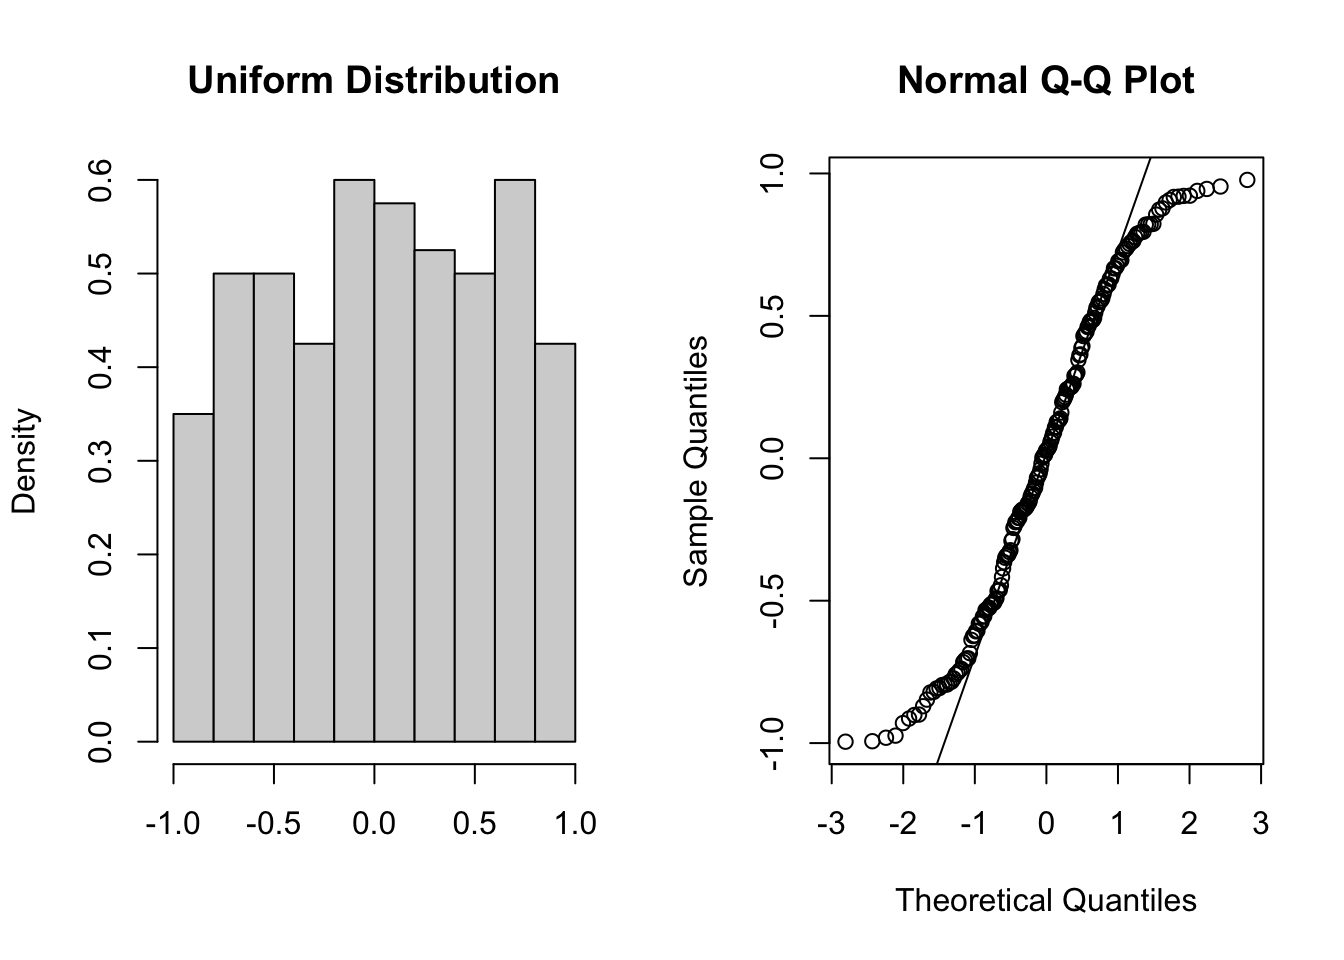 Uniform Distribution
Density
0.6
0.5
0.4
0.3
0.2
0.1
0.0
-1.0 -0.5 0.0 0.5 1.0
Normal Q-Q Plot
Sample Quantiles
1.0
0.5
0.0
-0.5
-1.0
-3 -2 -1 0 1 2 3
Theoretical Quantiles